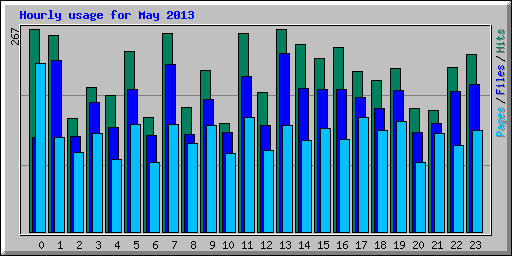 Hourly usage for May 2013
267
Pages / Files / Hits
0 1 2 3 4 5 6 7 8 9 10 11 12 13 14 15 16 17 18 19 20 21 22 23